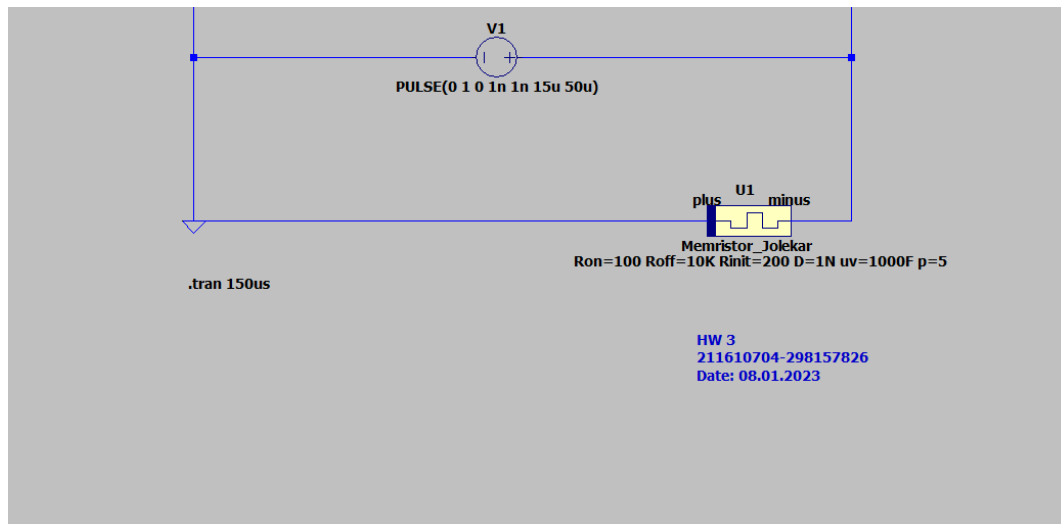 V1
PULSE(0 1 0 1n 1n 15u 50u)
U1
plus minus
Memristor_Jolekar
Ron=100 Roff=10K Rinit=200 D=1N uv=1000F p=5
.tran 150us
HW 3
211610704-298157826
Date: 08.01.2023